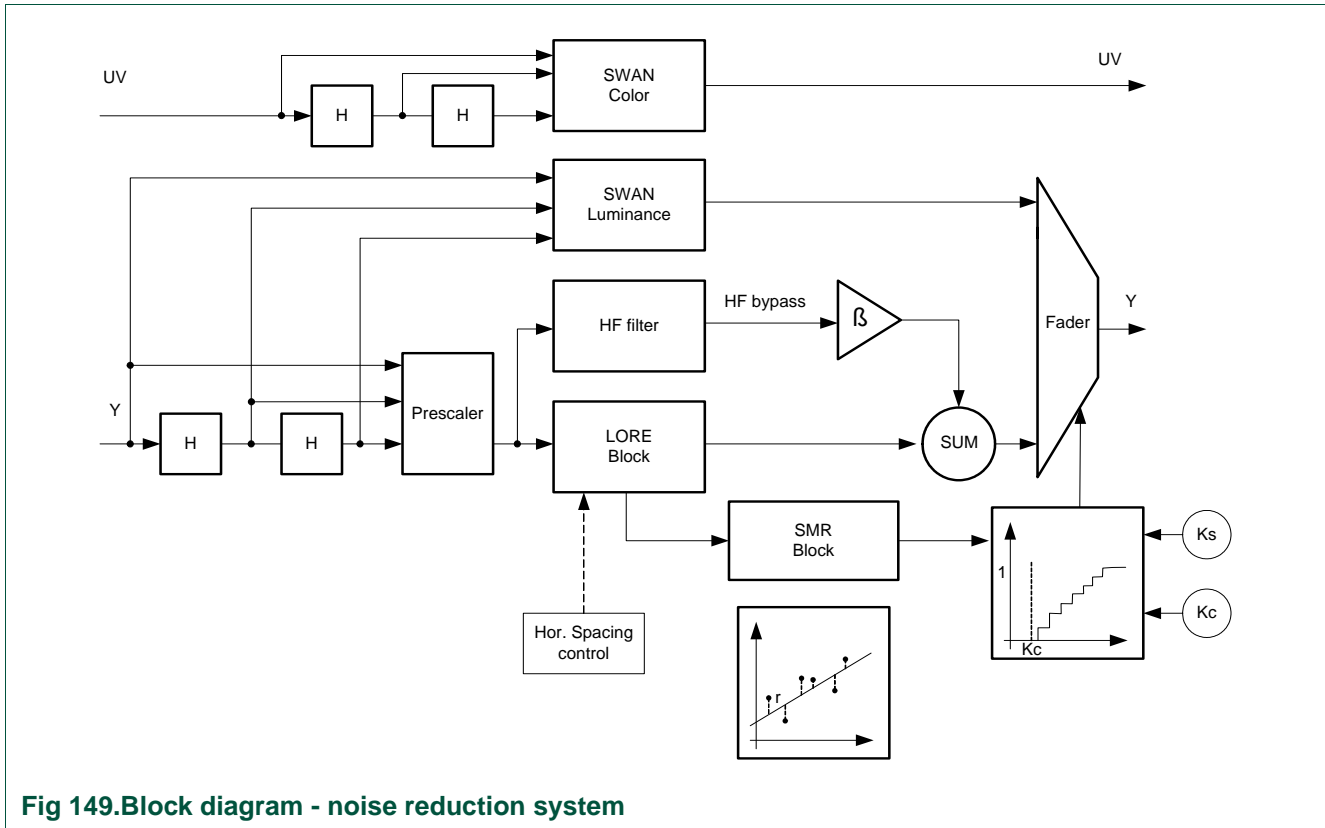 UV
SWAN
Color
UV
H
H
SWAN
Luminance
HF filter
HF bypass
ß
Fader
Y
Y
H
H
Prescaler
LORE
Block
SUM
SMR
Block
1
Kc
Ks
Kc
Hor. Spacing
control
r
Fig 149.Block diagram - noise reduction system